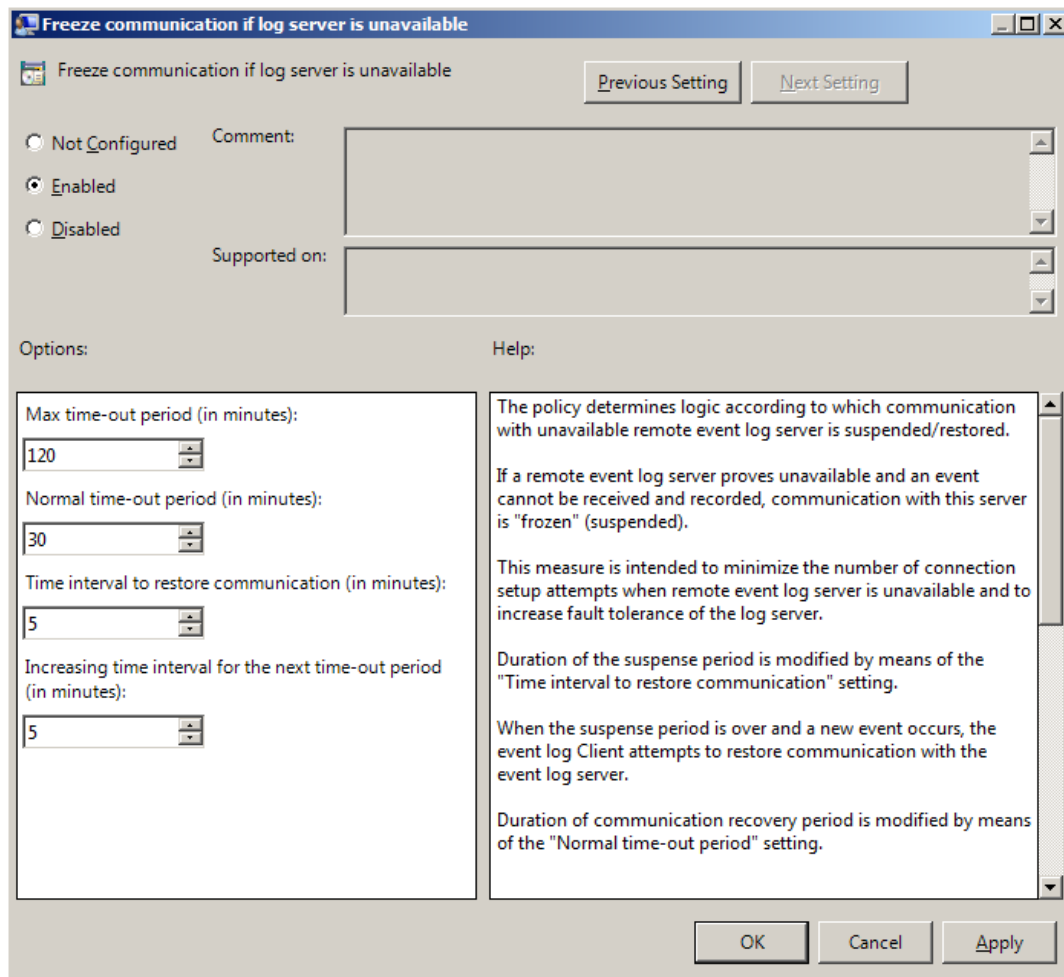 Freeze communication if log server is unavailable
Freeze communication if log server is unavailable
Previous Setting
Next Setting
Not Configured
Comment:
Enabled
Disabled
Supported on:
Options:
Help:
Max time-out period (in minutes):
120
Normal time-out period (in minutes):
30
Time interval to restore communication (in minutes):
5
Increasing time interval for the next time-out period
(in minutes):
5
The policy determines logic according to which communication
with unavailable remote event log server is suspended/restored.
If a remote event log server proves unavailable and an event
cannot be received and recorded, communication with this server
is "frozen" (suspended).
This measure is intended to minimize the number of connection
setup attempts when remote event log server is unavailable and to
increase fault tolerance of the log server.
Duration of the suspense period is modified by means of the
"Time interval to restore communication" setting.
When the suspense period is over and a new event occurs, the
event log Client attempts to restore communication with the
event log server.
Duration of communication recovery period is modified by means
of the "Normal time-out period" setting.
OK
Cancel
Apply